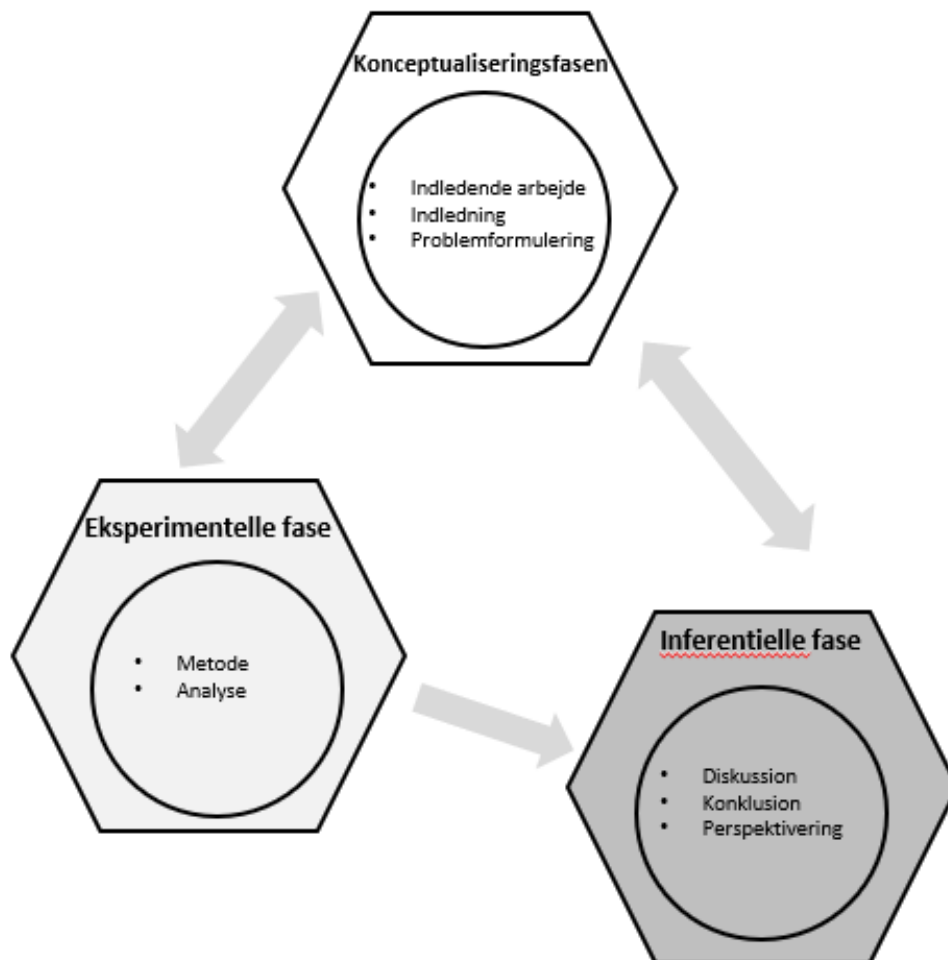 Konceptualiseringsfasen
• Indledende arbejde
• Indledning
• Problemformulering
Eksperimentelle fase
• Metode
• Analyse
Inferentielle fase
• Diskussion
• Konklusion
• Perspektivering